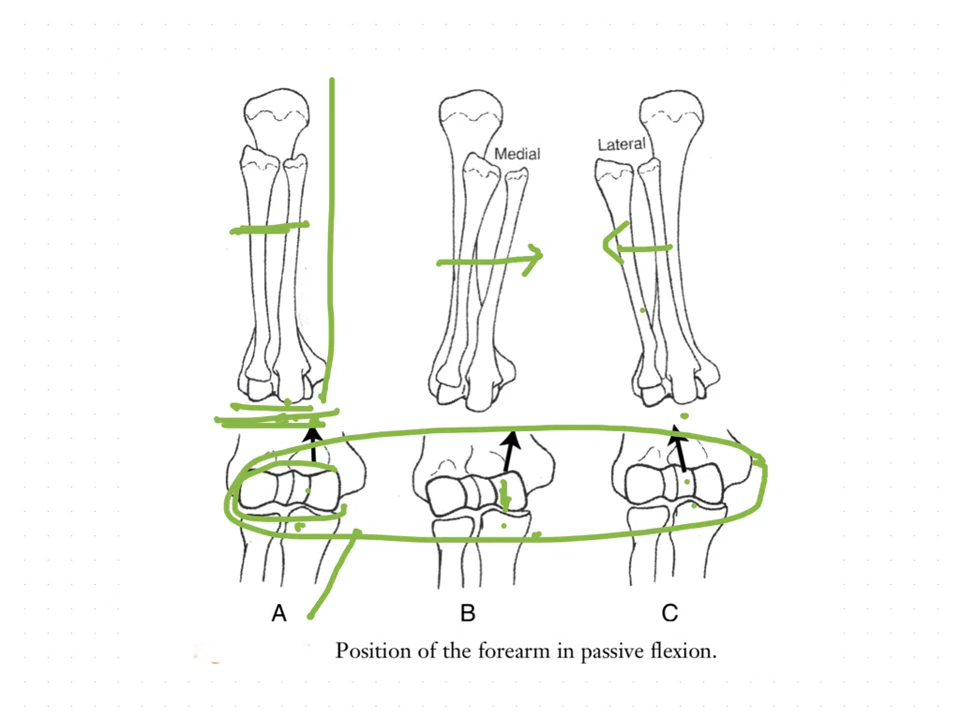 Medial
Lateral
A
B
C
Position of the forearm in passive flexion.